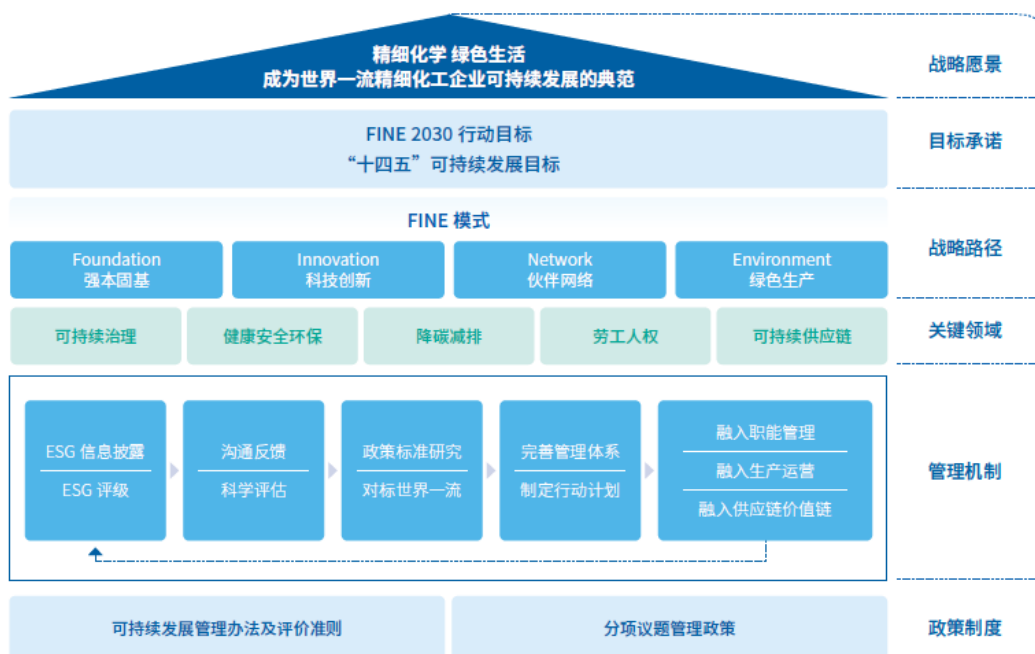 精细化学 绿色生活
成为世界一流精细化工企业可持续发展的典范
战略愿景
FINE 2030 行动目标
“十四五”可持续发展目标
目标承诺
FINE 模式
Foundation
强本固基
Innovation
科技创新
Network
伙伴网络
Environment
绿色生产
战略路径
可持续治理
健康安全环保
降碳减排
劳工人权
可持续供应链
关键领域
ESG 信息披露
ESG 评级
沟通反馈
科学评估
政策标准研究
对标世界一流
完善管理体系
制定行动计划
融入职能管理
融入生产运营
融入供应链价值链
管理机制
可持续发展管理办法及评价准则
分项议题管理政策
政策制度